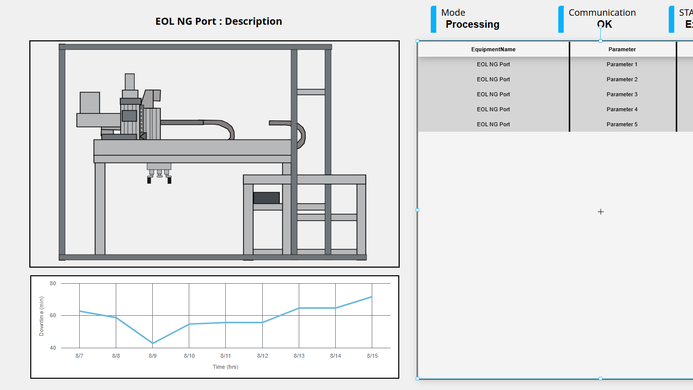 EOL NG Port : Description
Mode
Processing
Communication
OK
EquipmentName Parameter
EOL NG Port Parameter 1
EOL NG Port Parameter 2
EOL NG Port Parameter 3
EOL NG Port Parameter 4
EOL NG Port Parameter 5
80
60
40
Downtime (min)
8/7 8/8 8/9 8/10 8/11 8/12 8/13 8/14 8/15
Time (hrs)